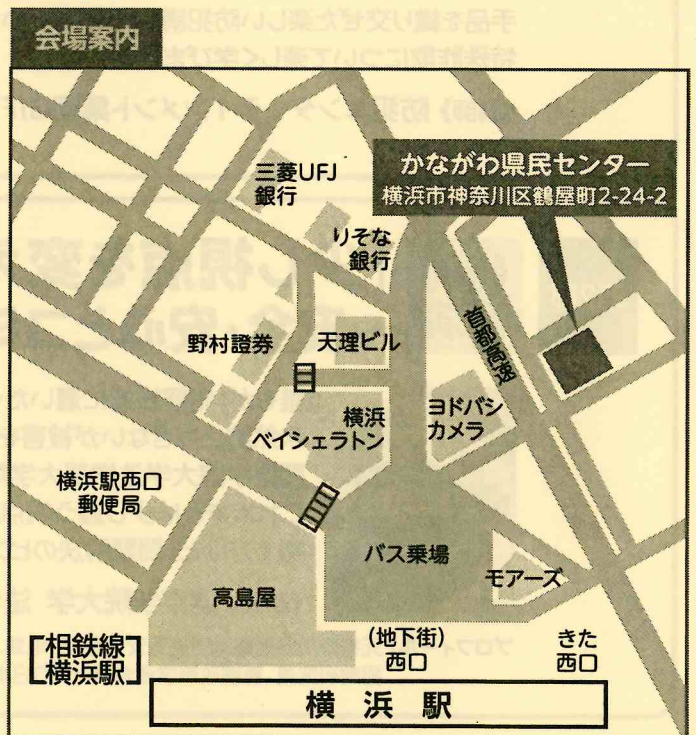 会場案内
三菱UFJ
銀行
かながわ県民センター
横浜市神奈川区鶴屋町2-24-2
りそな
銀行
首都高速
野村證券
天理ビル
横浜
ベイシェラトン
ヨドバシ
カメラ
横浜駅西口
郵便局
バス乗場
モアーズ
高島屋
(地下街)
西口
きた
西口
[相鉄線
横浜駅]
横浜駅